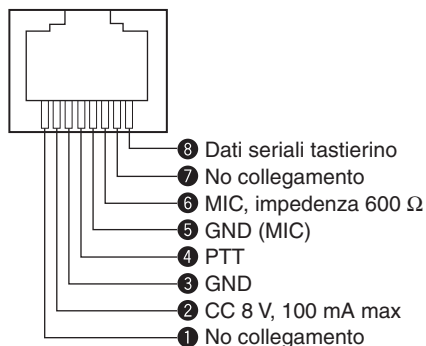 ❽ Dati seriali tastierino
❼ No collegamento
❻ MIC, impedenza 600 Ω
❺ GND (MIC)
❹ PTT
❸ GND
❷ CC 8 V, 100 mA max
❶ No collegamento